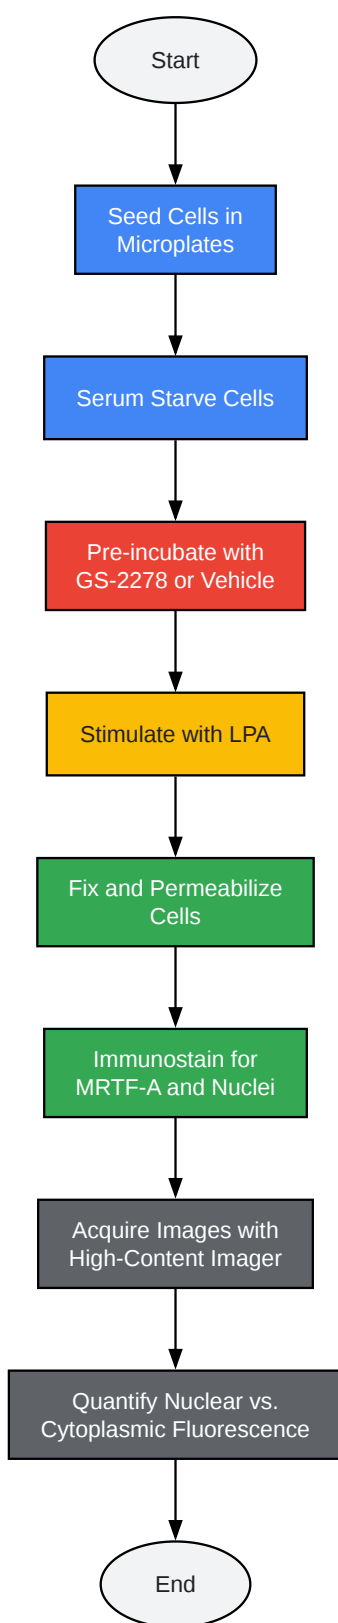 Start
Seed Cells in
Microplates
Serum Starve Cells
Pre-incubate with
GS-2278 or Vehicle
Stimulate with LPA
Fix and Permeabilize
Cells
Immunostain for
MRTF-A and Nuclei
Acquire Images with
High-Content Imager
Quantify Nuclear vs.
Cytoplasmic Fluorescence
End